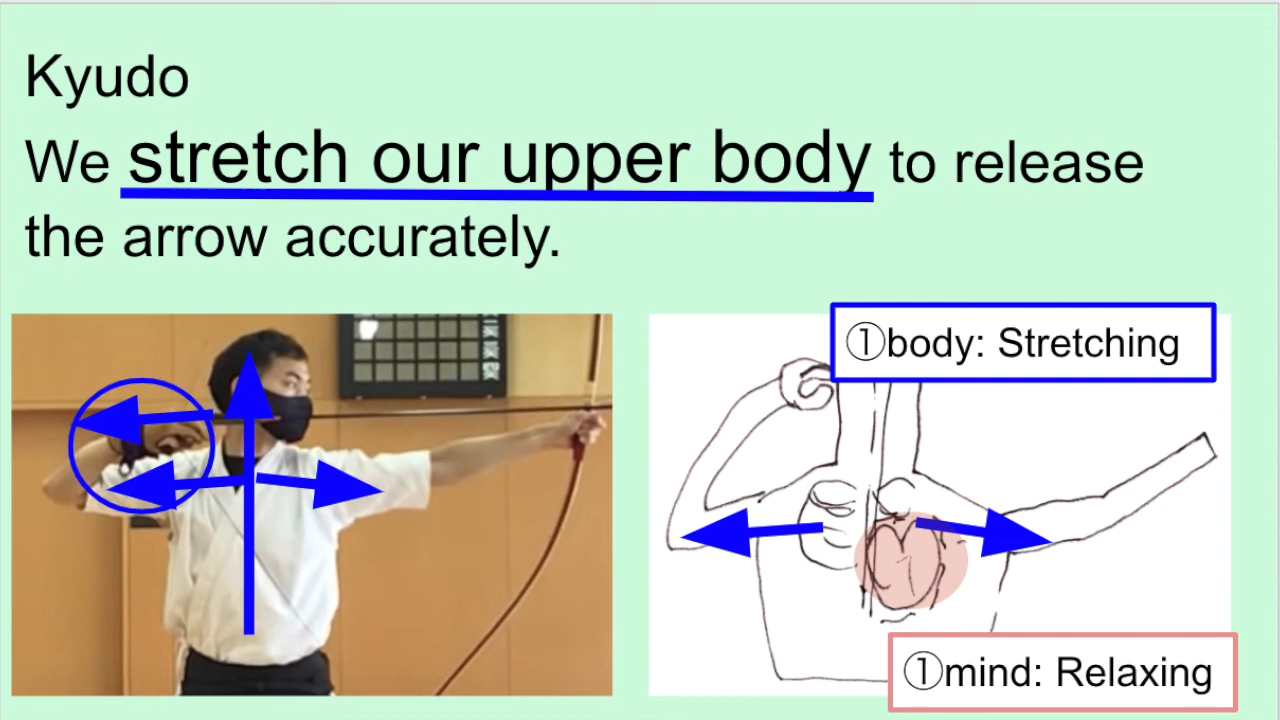 Kyudo
We stretch our upper body to release
the arrow accurately.
①body: Stretching
①mind: Relaxing